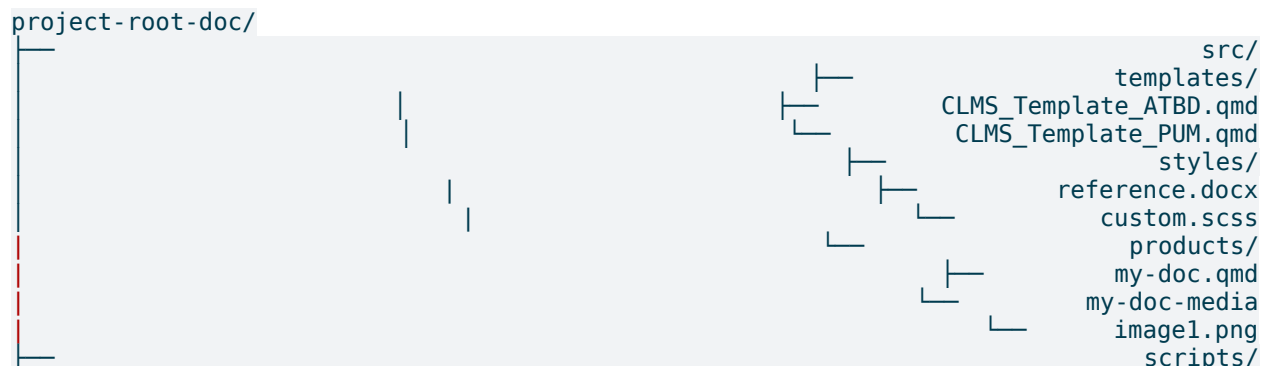 project-root-doc/
├── src/
│ ├── templates/
│ │ ├── CLMS_Template_ATBD.qmd
│ │ └── CLMS_Template_PUM.qmd
│ ├── styles/
│ │ ├── reference.docx
│ │ └── custom.scss
│ └── products/
│ ├── my-doc.qmd
│ └── my-doc-media
│ └── image1.png
├── scripts/